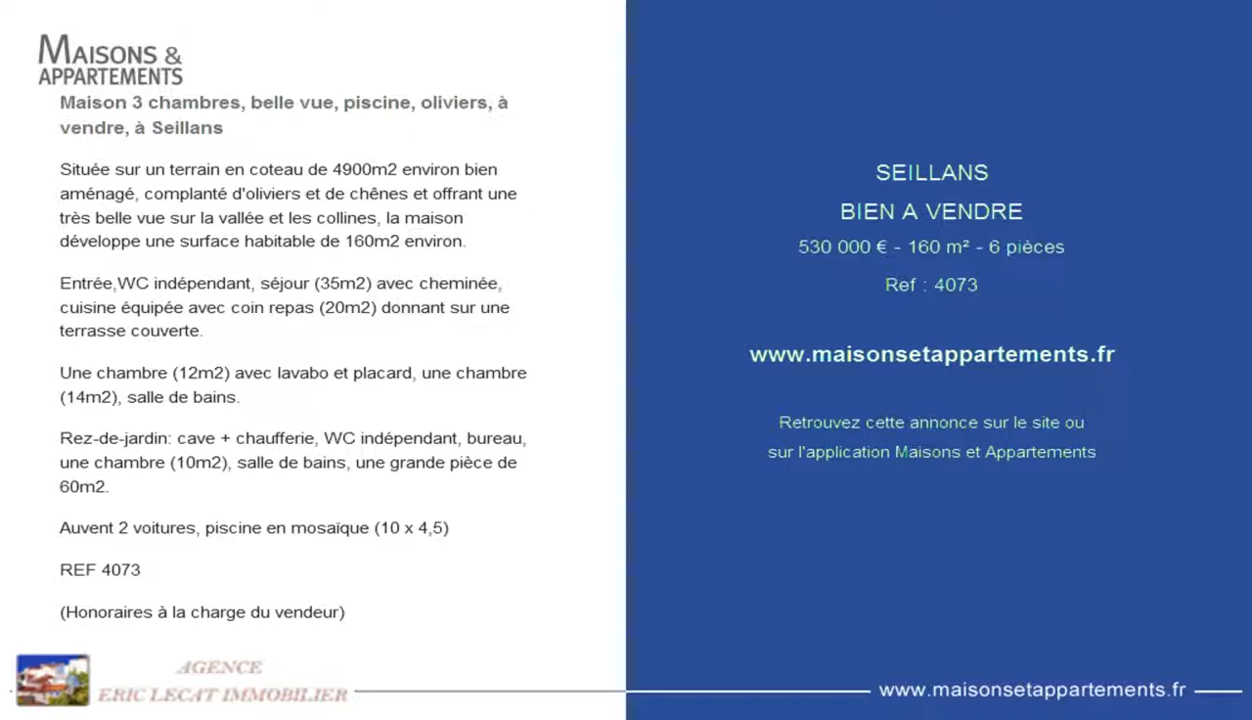 MAISONS &
APPARTEMENTS
Maison 3 chambres, belle vue, piscine, oliviers, à
vendre, à Seillans
Située sur un terrain en coteau de 4900m2 environ bien
aménagé, complanté d'oliviers et de chênes et offrant une
très belle vue sur la vallée et les collines, la maison
développe une surface habitable de 160m2 environ.
Entrée,WC indépendant, séjour (35m2) avec cheminée,
cuisine équipée avec coin repas (20m2) donnant sur une
terrasse couverte.
Une chambre (12m2) avec lavabo et placard, une chambre
(14m2), salle de bains.
Rez-de-jardin: cave + chaufferie, WC indépendant, bureau,
une chambre (10m2), salle de bains, une grande pièce de
60m2.
Auvent 2 voitures, piscine en mosaïque (10 x 4,5)
REF 4073
(Honoraires à la charge du vendeur)
AGENCE
ERIC LECAT IMMOBILIER
SEILLANS
BIEN A VENDRE
530 000 € - 160 m² - 6 pièces
Ref : 4073
www.maisonsetappartements.fr
Retrouvez cette annonce sur le site ou
sur l'application Maisons et Appartements
www.maisonsetappartements.fr